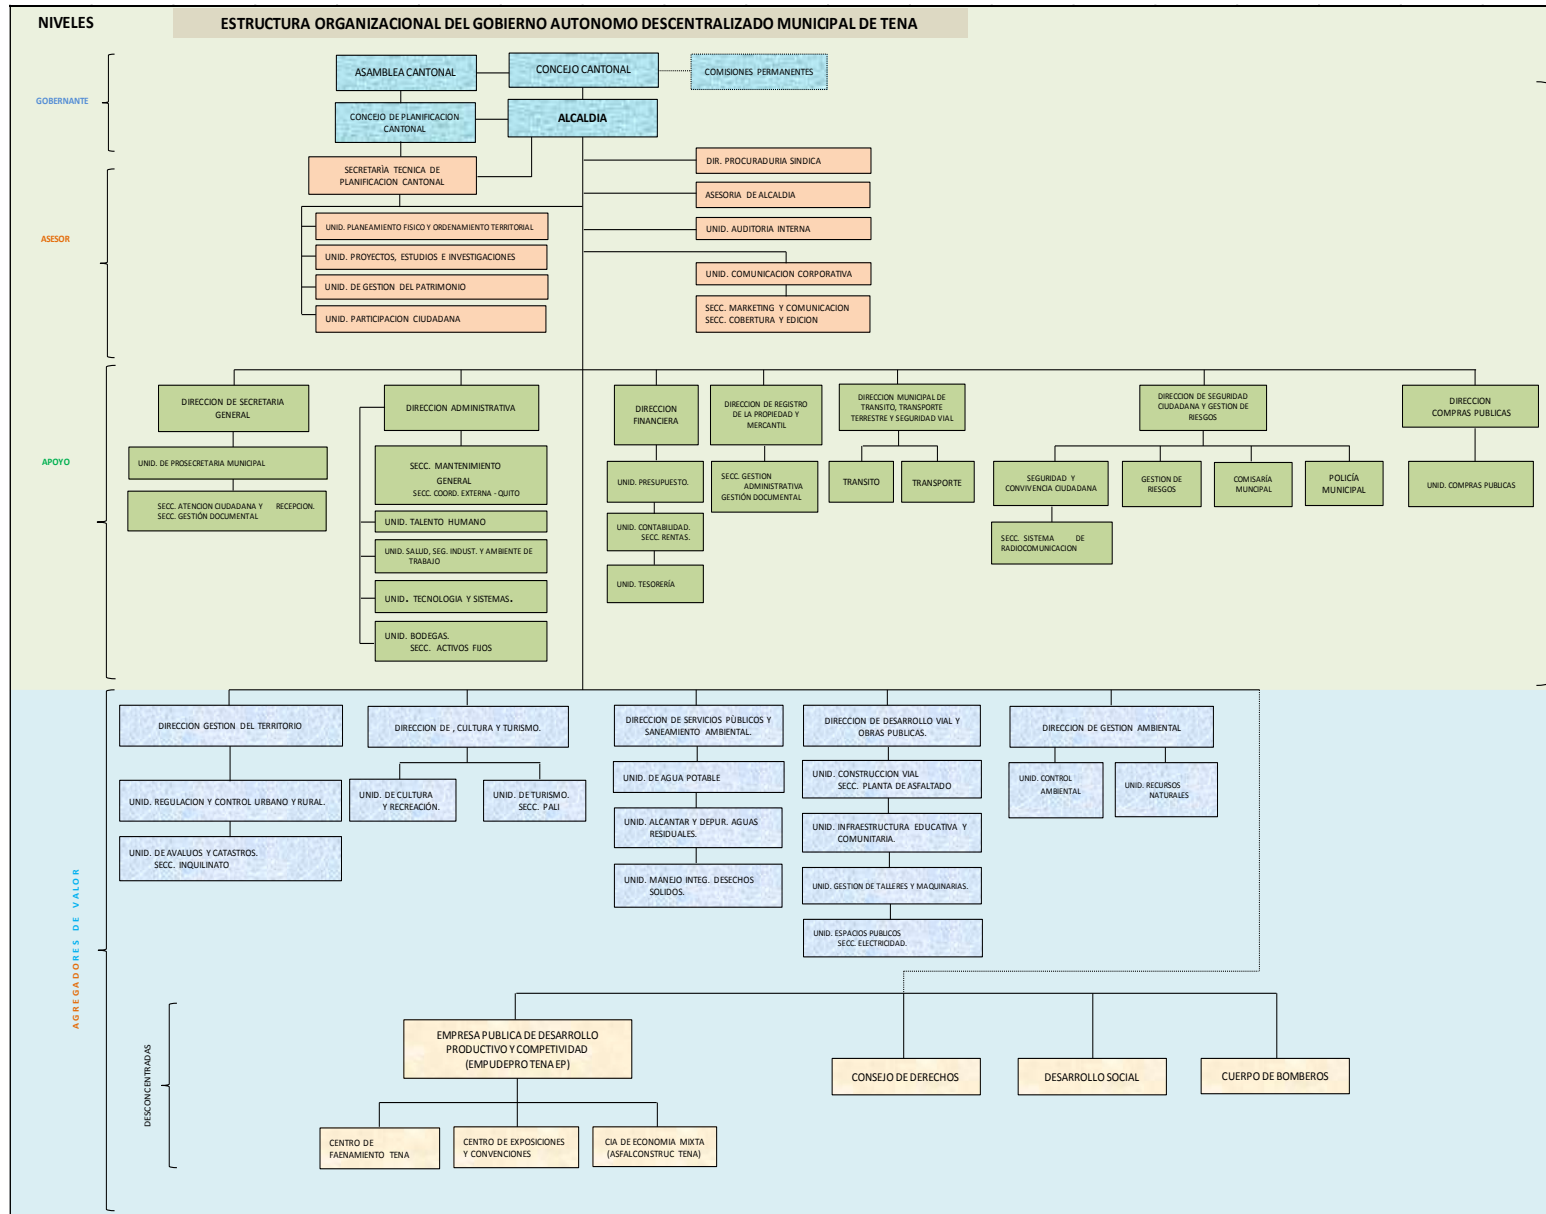 NIVELES
ESTRUCTURA ORGANIZACIONAL DEL GOBIERNO AUTONOMO DESCENTRALIZADO MUNICIPAL DE TENA
GOBERNANTE
ASAMBLEA CANTONAL
CONCEJO CANTONAL
COMISIONES PERMANENTES
CONCEJO DE PLANIFICACION
CANTONAL
ALCALDIA
ASESOR
SECRETARÌA TECNICA DE
PLANIFICACION CANTONAL
DIR. PROCURADURIA SINDICA
ASESORIA DE ALCALDIA
UNID. AUDITORIA INTERNA
UNID. COMUNICACION CORPORATIVA
SECC. MARKETING Y COMUNICACION
SECC. COBERTURA Y EDICION
UNID. PLANEAMIENTO FISICO Y ORDENAMIENTO TERRITORIAL
UNID. PROYECTOS, ESTUDIOS E INVESTIGACIONES
UNID. DE GESTION DEL PATRIMONIO
UNID. PARTICIPACION CIUDADANA
APOYO
DIRECCION DE SECRETARIA
GENERAL
UNID. DE PROSECRETARIA MUNICIPAL
SECC. ATENCION CIUDADANA Y RECEPCION.
SECC. GESTIÓN DOCUMENTAL
DIRECCION ADMINISTRATIVA
SECC. MANTENIMIENTO
GENERAL
SECC. COORD. EXTERNA - QUITO
UNID. TALENTO HUMANO
UNID. SALUD, SEG. INDUST. Y AMBIENTE DE
TRABAJO
UNID. TECNOLOGIA Y SISTEMAS.
UNID. BODEGAS.
SECC. ACTIVOS FIJOS
DIRECCION
FINANCIERA
UNID. PRESUPUESTO.
UNID. CONTABILIDAD.
SECC. RENTAS.
UNID. TESORERÍA
DIRECCION DE REGISTRO
DE LA PROPIEDAD Y
MERCANTIL
SECC. GESTION
ADMINISTRATIVA
GESTIÓN DOCUMENTAL
DIRECCION MUNICIPAL DE
TRANSITO, TRANSPORTE
TERRESTRE Y SEGURIDAD VIAL
TRANSITO
TRANSPORTE
DIRECCION DE SEGURIDAD
CIUDADANA Y GESTION DE
RIESGOS
SEGURIDAD Y
CONVIVENCIA CIUDADANA
SECC. SISTEMA DE
RADIOCOMUNICACION
GESTION DE
RIESGOS
COMISARÍA
MUNCIPAL
POLICÍA
MUNICIPAL
DIRECCION
COMPRAS PUBLICAS
UNID. COMPRAS PUBLICAS
AGREGADORES DE VALOR
DIRECCION GESTION DEL TERRITORIO
UNID. REGULACION Y CONTROL URBANO Y RURAL.
UNID. DE AVALUOS Y CATASTROS.
SECC. INQUILINATO
DIRECCION DE , CULTURA Y TURISMO.
UNID. DE CULTURA
Y RECREACIÓN.
UNID. DE TURISMO.
SECC. PALI
DIRECCION DE SERVICIOS PÙBLICOS Y
SANEAMIENTO AMBIENTAL.
UNID. DE AGUA POTABLE
UNID. ALCANTAR Y DEPUR. AGUAS
RESIDUALES.
UNID. MANEJO INTEG. DESECHOS
SOLIDOS.
DIRECCION DE DESARROLLO VIAL Y
OBRAS PUBLICAS.
UNID. CONSTRUCCION VIAL
SECC. PLANTA DE ASFALTADO
UNID. INFRAESTRUCTURA EDUCATIVA Y
COMUNITARIA.
UNID. GESTION DE TALLERES Y MAQUINARIAS.
UNID. ESPACIOS PUBLICOS
SECC. ELECTRICIDAD.
DIRECCION DE GESTION AMBIENTAL
UNID. CONTROL
AMBIENTAL
UNID. RECURSOS
NATURALES
DESCONCENTRADAS
EMPRESA PUBLICA DE DESARROLLO
PRODUCTIVO Y COMPETIVIDAD
(EMPUDEPRO TENA EP)
CENTRO DE
FAENAMIENTO TENA
CENTRO DE EXPOSICIONES
Y CONVENCIONES
CIA DE ECONOMIA MIXTA
(ASFALCONSTRUC TENA)
CONSEJO DE DERECHOS
DESARROLLO SOCIAL
CUERPO DE BOMBEROS